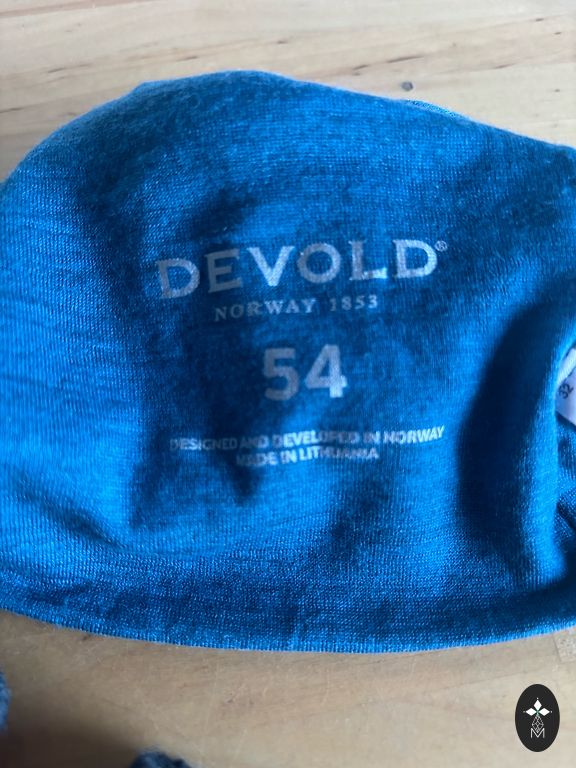 DEVOLD®
NORWAY 1853
54
DESIGNED AND DEVELOPED IN NORWAY
MADE IN LITHUANIA